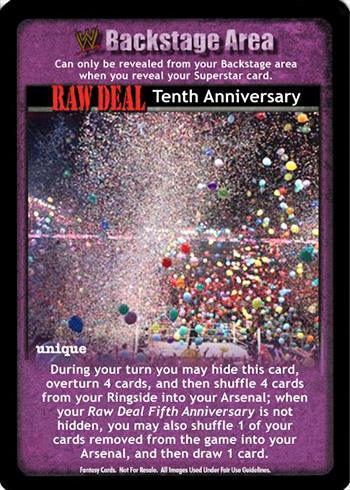 W Backstage Area
Can only be revealed from your Backstage area
when you reveal your Superstar card.
RAW DEAL Tenth Anniversary
unique
During your turn you may hide this card,
overturn 4 cards, and then shuffle 4 cards
from your Ringside into your Arsenal; when
your Raw Deal Fifth Anniversary is not
hidden, you may also shuffle 1 of your
cards removed from the game into your
Arsenal, and then draw 1 card.
Fantasy Cards. Not For Resale. All Images Used Under Fair Use Guidelines.